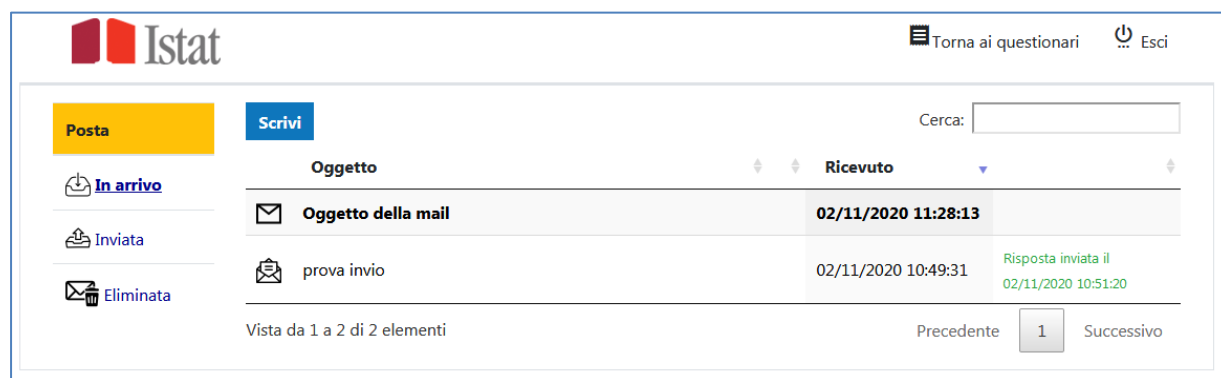 Istat
Torna ai questionari Esci
Posta
Scrivi
Cerca:
Oggetto Ricevuto
In arrivo
Oggetto della mail 02/11/2020 11:28:13
Inviata
prova invio 02/11/2020 10:49:31 Risposta inviata il
02/11/2020 10:51:20
Eliminata
Vista da 1 a 2 di 2 elementi Precedente 1 Successivo